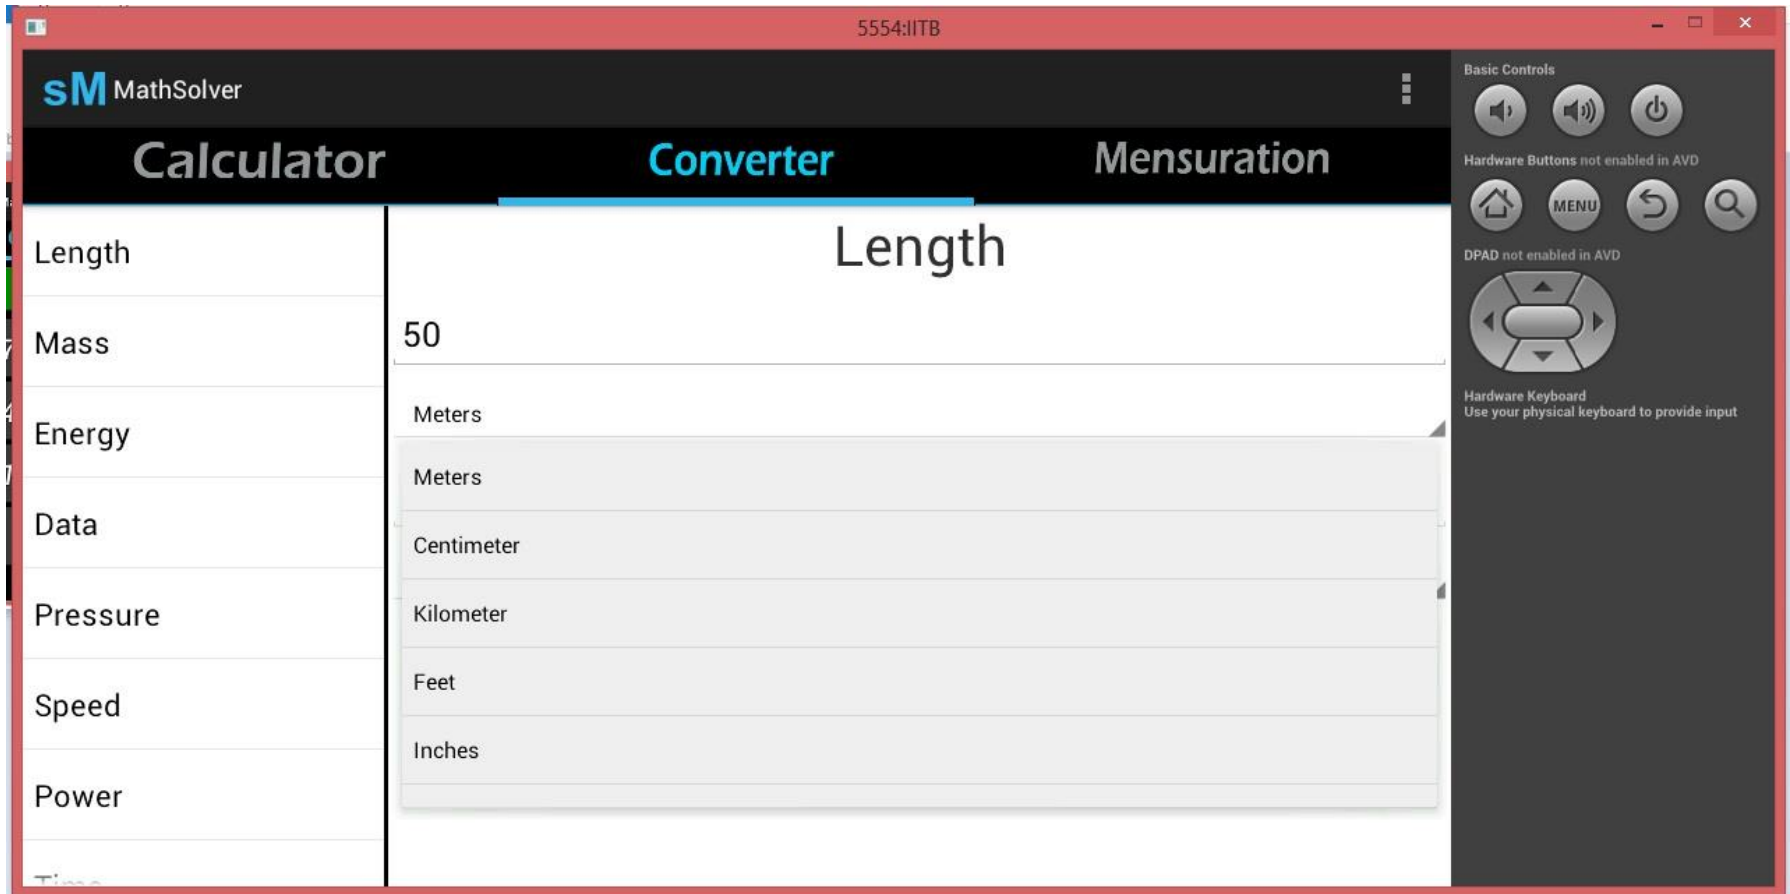 5554:IITB
sM MathSolver
Calculator
Converter
Mensuration
Length
Mass
Energy
Data
Pressure
Speed
Power
Time
Length
50
Meters
Meters
Centimeter
Kilometer
Feet
Inches
Basic Controls
Hardware Buttons not enabled in AVD
MENU
DPAD not enabled in AVD
Hardware Keyboard
Use your physical keyboard to provide input